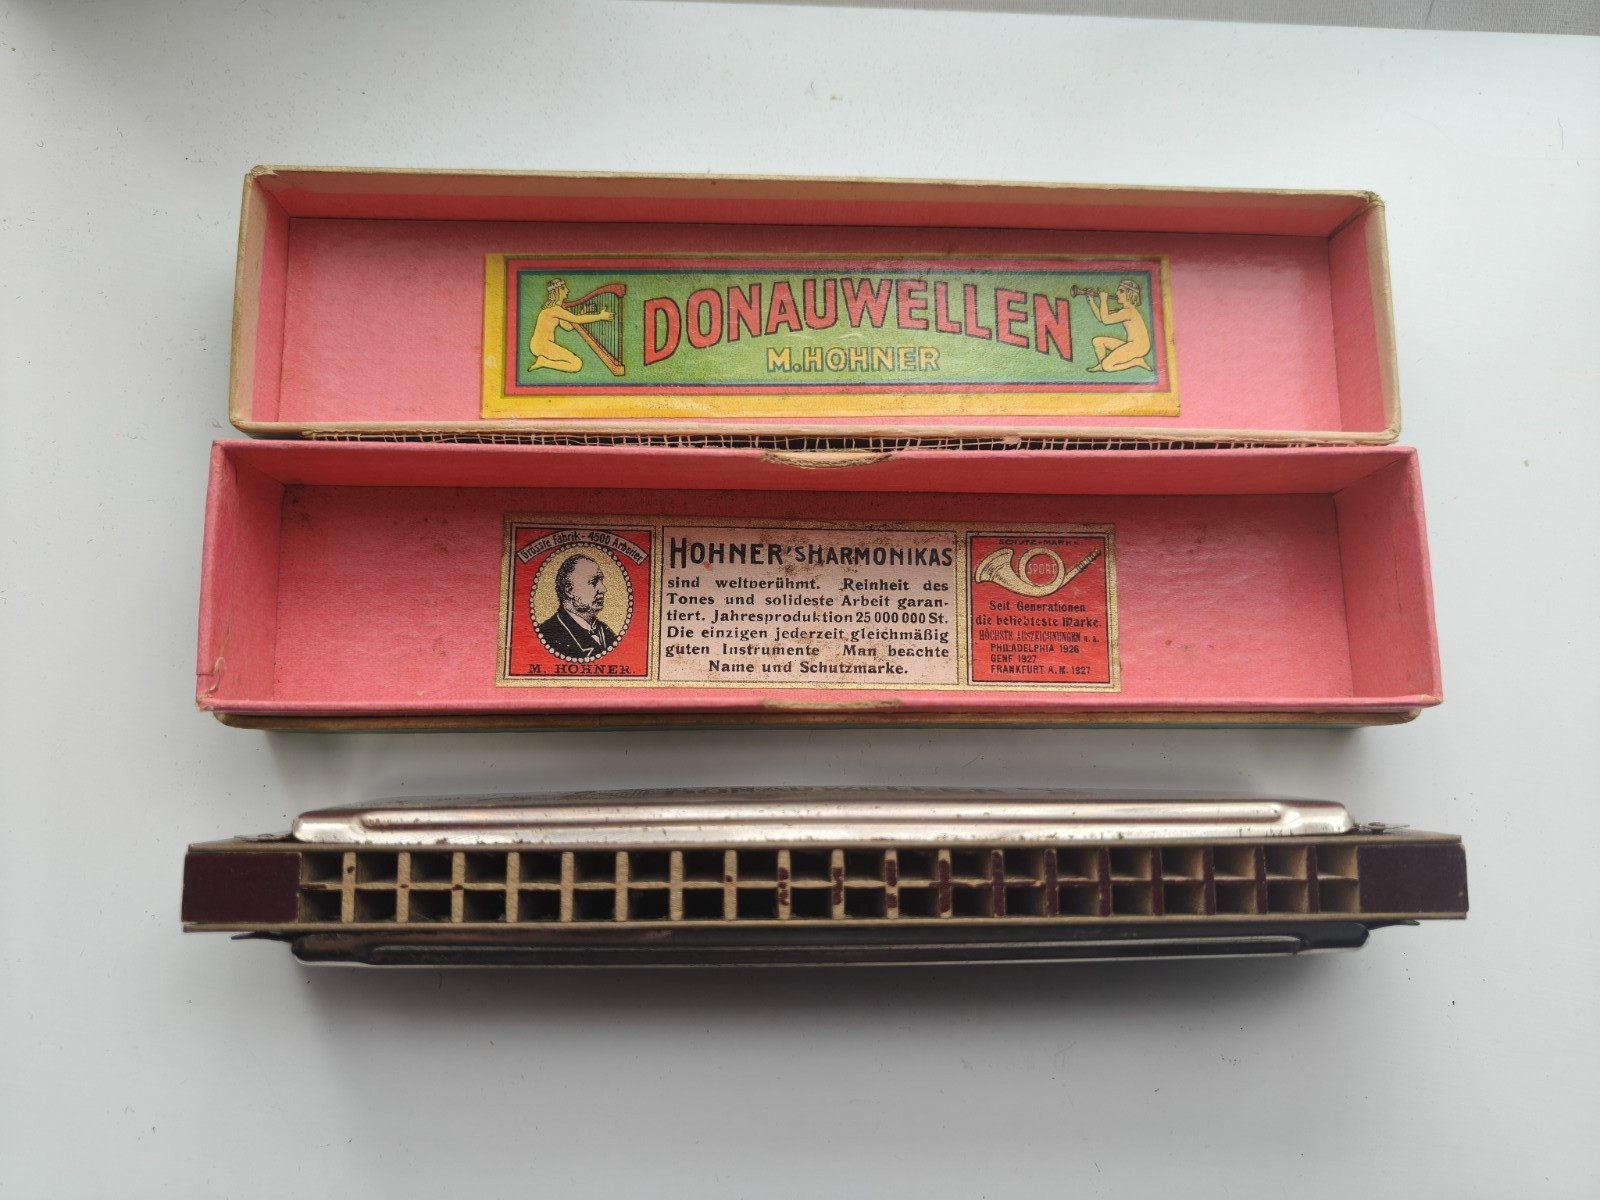 DONAUWELLEN
M.HOHNER
Grösste Fabrik - 4500 Arbeiter
M. HOHNER.
HOHNER'S HARMONIKAS
sind weltberühmt. Reinheit des
Tones und solideste Arbeit garan-
tiert. Jahresproduktion 25 000 000 St.
Die einzigen jederzeit gleichmäßig
guten Instrumente Man beachte
Name und Schutzmarke.
SCHUTZ-MARK-
SPORT
Seit Generationen
die beliebteste Marke.
HÖCHSTE AUSZEICHNUNGEN u. a.
PHILADELPHIA 1926
GENF 1927
FRANKFURT A. M. 1927